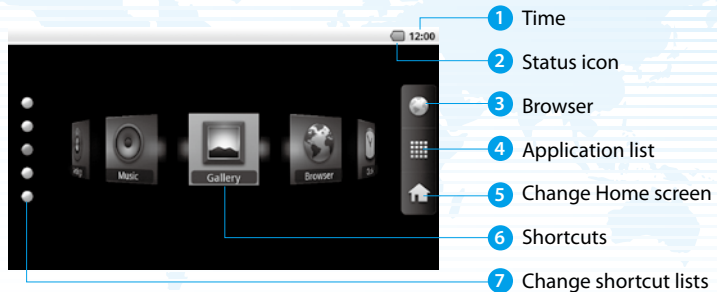 1 Time
12:00
2 Status icon
3 Browser
4 Application list
Music
Gallery
Browser
5 Change Home screen
6 Shortcuts
7 Change shortcut lists